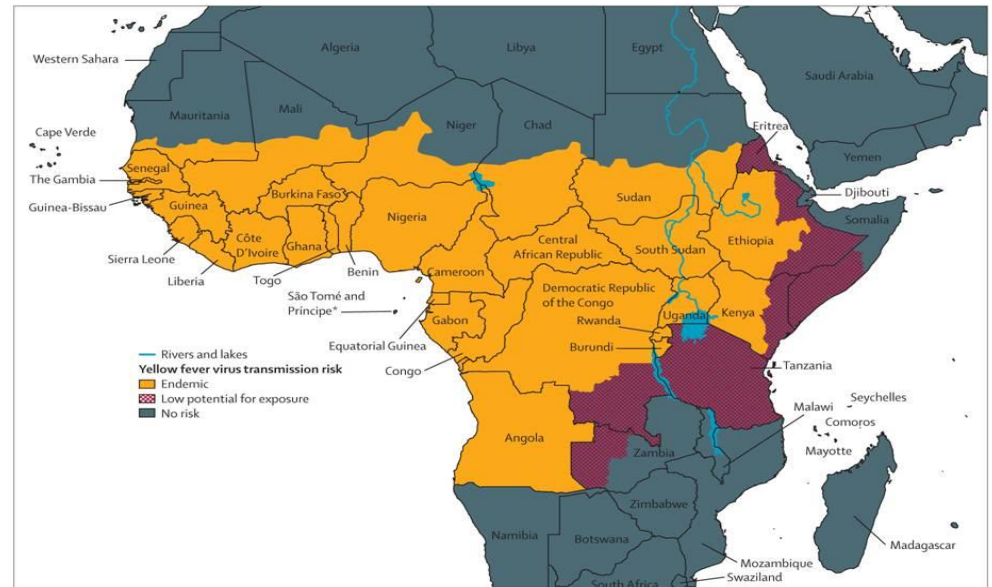 Western Sahara
Algeria
Libya
Egypt
Saudi Arabia
Mauritania
Mali
Niger
Chad
Eritrea
Cape Verde
Yemen
Senegal
The Gambia
Djibouti
Guinea-Bissau
Guinea
Burkina Faso
Nigeria
Sudan
Somalia
Côte
D'Ivoire
Ghana
Central
African Republic
South Sudan
Ethiopia
Sierra Leone
Liberia
Togo
Benin
Cameroon
São Tomé and
Príncipe*
Democratic Republic
of the Congo
Gabon
Rwanda
Uganda
Kenya
Equatorial Guinea
Burundi
Congo
Tanzania
Rivers and lakes
Yellow fever virus transmission risk
Endemic
Low potential for exposure
No risk
Malawi
Seychelles
Comoros
Mayotte
Angola
Zambia
Zimbabwe
Namibia
Botswana
Madagascar
Mozambique
Swaziland
South Africa